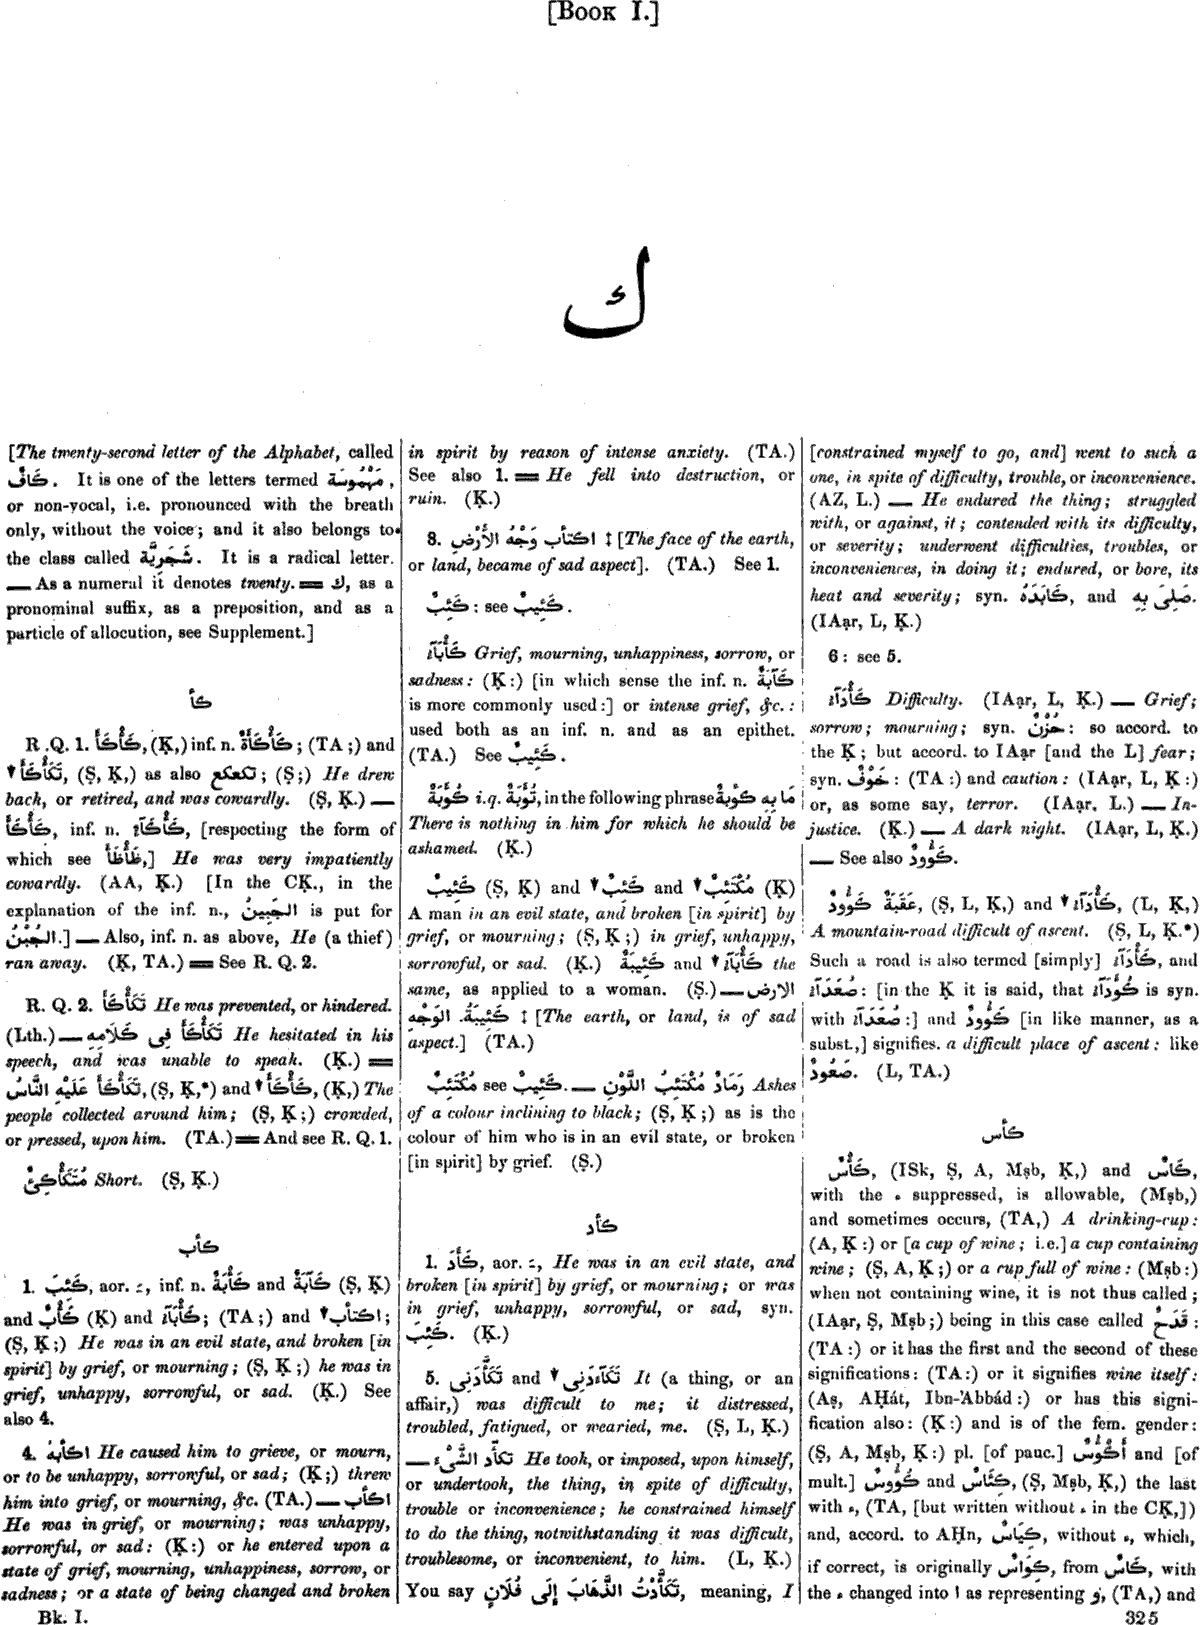 [BOOK I.]
ك
[The twenty-second letter of the Alphabet, called
كَافٌ. It is one of the letters termed مَهْمُوسَة,
or non-vocal, i.e. pronounced with the breath
only, without the voice; and it also belongs to
the class called شَجَرِيَّة. It is a radical letter.
— As a numeral it denotes twenty. = ك, as a
pronominal suffix, as a preposition, and as a
particle of allocution, see Supplement.]
كأ
R .Q. 1. كَأْكَأَ, (Ḳ,) inf. n. كَأْكَأَةٌ; (TA;) and
▼ تَكَأْكَأَ, (Ṣ, Ḳ,) as also تكعكع; (Ṣ;) He drew
back, or retired, and was cowardly. (Ṣ, Ḳ.) —
كَأْكَأَ, inf. n. كَأْكَآءٌ, [respecting the form of
which see ظَأْظَأَ,] He was very impatiently
cowardly. (AA, Ḳ.) [In the CḲ., in the
explanation of the inf. n., الجَبِينُ is put for
الجُبْنُ.] — Also, inf. n. as above, He (a thief)
ran away. (Ḳ, TA.) = See R. Q. 2.
R. Q. 2. تَكَأْكَأَ He was prevented, or hindered.
(Lth.) — تَكَأْكَأَ فِى كَلَامِهِ He hesitated in his
speech, and was unable to speak. (Ḳ.) =
تَكَأْكَأَ عَلَيْهِ النَّاسُ, (Ṣ, Ḳ,*) and ▼ كَأْكَأَ, (Ḳ,) The
people collected around him; (Ṣ, Ḳ;) crowded,
or pressed, upon him. (TA.) = And see R. Q. 1.
مُتَكَأْكِئٌ Short. (Ṣ, Ḳ.)
كأب
1. كَئِبَ, aor. ـَ, inf. n. كَأْبَةٌ and كَآبَةٌ (Ṣ, Ḳ)
and كَأْبٌ (Ḳ) and كَأْبَآءُ; (TA;) and ▼ اكتأب;
(Ṣ, Ḳ;) He was in an evil state, and broken [in
spirit] by grief, or mourning; (Ṣ, Ḳ;) he was in
grief, unhappy, sorrowful, or sad. (Ḳ.) See
also 4.
4. اكأبهُ He caused him to grieve, or mourn,
or to be unhappy, sorrowful, or sad; (Ḳ;) threw
him into grief, or mourning, &c. (TA.) — اكأب
He was in grief, or mourning; was unhappy,
sorrowful, or sad: (Ḳ:) or he entered upon a
state of grief, mourning, unhappiness, sorrow, or
sadness; or a state of being changed and broken
Bk. I.
in spirit by reason of intense anxiety. (TA.)
See also 1. = He fell into destruction, or
ruin. (Ḳ.)
8. اكتأب وَجْهُ الأَرْضِ ‡ [The face of the earth,
or land, became of sad aspect]. (TA.) See 1.
كَئِبٌ: see كَئِيبٌ.
كَأْبَآءُ Grief, mourning, unhappiness, sorrow, or
sadness: (Ḳ:) [in which sense the inf. n. كَآبَةٌ
is more commonly used:] or intense grief, &c.:
used both as an inf. n. and as an epithet.
(TA.) See كَئِيبٌ.
كُؤْبَةٌ i.q. تُؤْبَةٌ, in the following phrase مَا بِهِ كُؤْبَةٌ
There is nothing in him for which he should be
ashamed. (Ḳ.)
كَئِيبٌ (Ṣ, Ḳ) and ▼ كَئِبٌ and ▼ مُكْتَئِبٌ (Ḳ)
A man in an evil state, and broken [in spirit] by
grief, or mourning; (Ṣ, Ḳ;) in grief, unhappy,
sorrowful, or sad. (Ḳ.) كَئِيبَةٌ and ▼ كَأْبَآءُ the
same, as applied to a woman. (Ṣ.) — الارض
كَئِيبَةُ الوَجْهِ ‡ [The earth, or land, is of sad
aspect.] (TA.)
مُكْتَئِبٌ see كَئِيبٌ. — رَمَادٌ مُكْتَئِبُ اللَّوْنِ Ashes
of a colour inclining to black; (Ṣ, Ḳ;) as is the
colour of him who is in an evil state, or broken
[in spirit] by grief. (Ṣ.)
كأد
1. كَأَدَ, aor. ـَ, He was in an evil state, and
broken [in spirit] by grief, or mourning; or was
in grief, unhappy, sorrowful, or sad, syn.
كَئِبَ. (Ḳ.)
5. تَكَأَّدَنِى and ▼ تَكَآءَدَنِى It (a thing, or an
affair,) was difficult to me; it distressed,
troubled, fatigued, or wearied, me. (Ṣ, L, Ḳ.)
— تكأّد الشَّىْءَ He took, or imposed, upon himself,
or undertook, the thing, in spite of difficulty,
trouble or inconvenience; he constrained himself
to do the thing, notwithstanding it was difficult,
troublesome, or inconvenient, to him. (L, Ḳ.)
You say تَكَأَّدْتُ الذَّهَابَ إِلَى فُلَانٍ, meaning, I
[constrained myself to go, and] went to such a
one, in spite of difficulty, trouble, or inconvenience.
(AZ, L.) — He endured the thing; struggled
with, or against, it; contended with its difficulty,
or severity; underwent difficulties, troubles, or
inconveniences, in doing it; endured, or bore, its
heat and severity; syn. كَابَدَهُ, and صَلِىَ بِهِ.
(IAạr, L, Ḳ.)
6: see 5.
كَأْدَآءُ Difficulty. (IAạr, L, Ḳ.) — Grief;
sorrow; mourning; syn. حُزْنٌ: so accord. to
the Ḳ; but accord. to IAạr [and the L] fear;
syn. خَوْفٌ: (TA:) and caution: (IAạr, L, Ḳ:)
or, as some say, terror. (IAạr. L.) — In-
justice. (Ḳ.) — A dark night. (IAạr, L, Ḳ.)
— See also كَؤُودٌ.
عَقَبَةٌ كَؤُودٌ, (Ṣ, L, Ḳ,) and ▼ كَأْدَآءُ, (L, Ḳ,)
A mountain-road difficult of ascent. (Ṣ, L, Ḳ.*)
Such a road is also termed [simply] كَأْدَآءُ, and
صُعَدَآءُ: [in the Ḳ it is said, that كُؤَدَآءُ is syn.
with صُعَدَآءُ:] and كَؤُودٌ [in like manner, as a
subst.,] signifies. a difficult place of ascent: like
صَعُودٌ. (L, TA.)
كأس
كَأْسٌ, (ISk, Ṣ, A, Mṣb, Ḳ,) and كَاسٌ,
with the ء suppressed, is allowable, (Mṣb,)
and sometimes occurs, (TA,) A drinking-cup:
(A, Ḳ:) or [a cup of wine; i.e.] a cup containing
wine; (Ṣ, A, Ḳ;) or a cup full of wine: (Mṣb:)
when not containing wine, it is not thus called;
(IAạr, Ṣ, Mṣb;) being in this case called قَدَحٌ:
(TA:) or it has the first and the second of these
significations: (TA:) or it signifies wine itself:
(Aṣ, AḤát, Ibn-'Abbád:) or has this signi-
fication also: (Ḳ:) and is of the fem. gender:
(Ṣ, A, Mṣb, Ḳ:) pl. [of pauc.] أَكْؤُسٌ and [of
mult.] كُؤُوسٌ and كِئَاسٌ, (Ṣ, Mṣb, Ḳ,) the last
with ء, (TA, [but written without ء in the CḲ,])
and, accord. to AḤn, كِيَاسٌ, without ء, which,
if correct, is originally كِوَاسٌ, from كَاسٌ, with
the ء changed into ا as representing و, (TA,) and
325